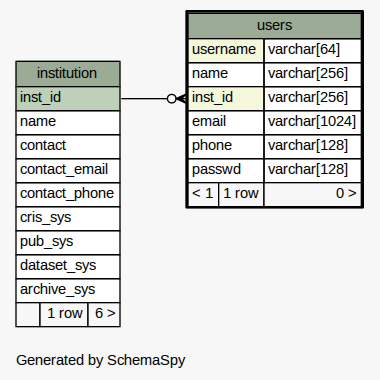 users
username varchar[64]
name varchar[256]
inst_id varchar[256]
email varchar[1024]
phone varchar[128]
passwd varchar[128]
< 1 1 row 0 >
institution
inst_id
name
contact
contact_email
contact_phone
cris_sys
pub_sys
dataset_sys
archive_sys
1 row 6 >
Generated by SchemaSpy